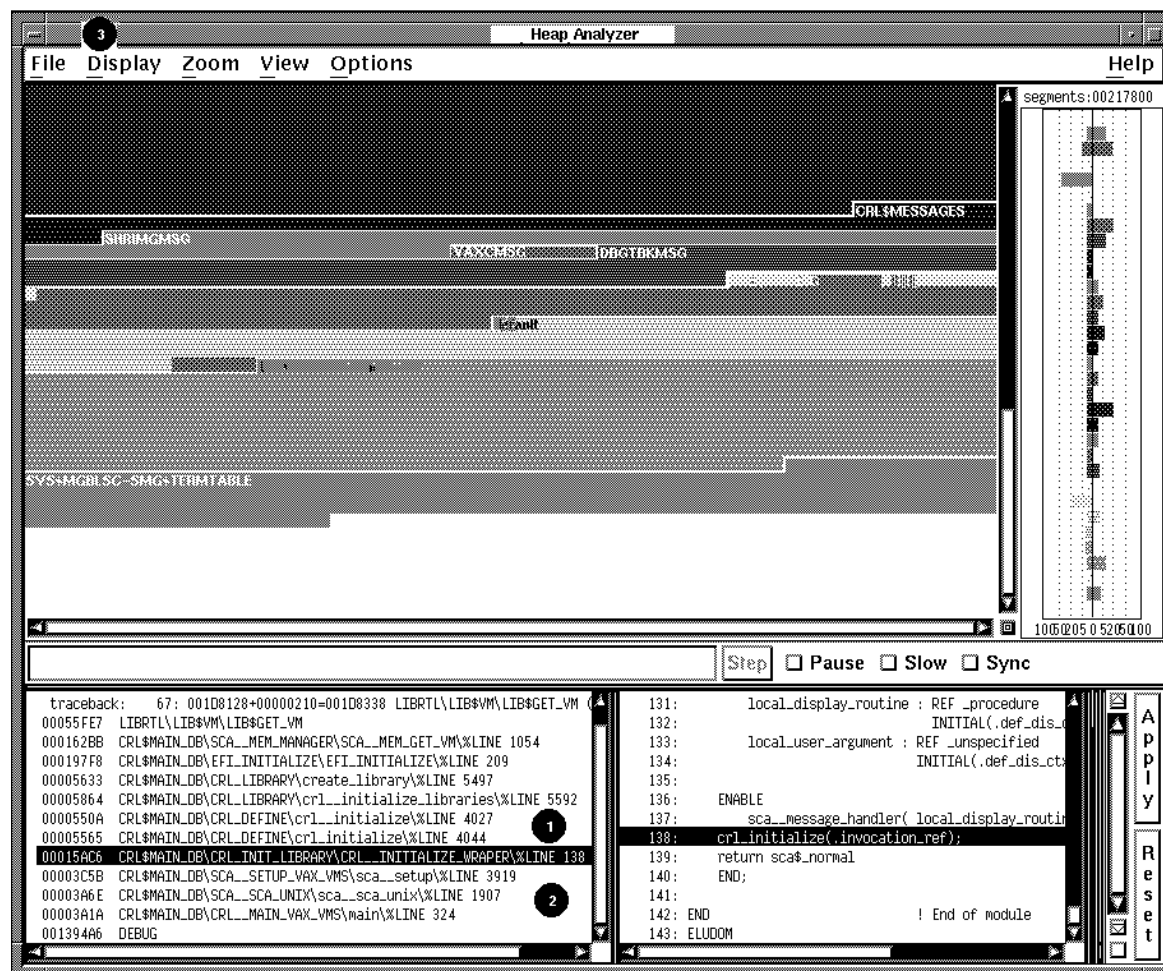 3
Heap Analyzer
File Display Zoom View Options Help
segments:00217800
CRL$MESSAGES
SHRIMGMSG
VAXCMSG DBGTBKMSG
SYS$MGBLSC-SMG$TERMTABLE
Step Pause Slow Sync
traceback: 67: 001D8128+00000210=001D8338 LIBRTL\LIB$VM\LIB$GET_VM (
00055FE7 LIBRTL\LIB$VM\LIB$GET_VM
000162BB CRL$MAIN_DB\SCA__MEM_MANAGER\SCA__MEM_GET_VM\%LINE 1054
000197F8 CRL$MAIN_DB\EFI_INITIALIZE\EFI_INITIALIZE\%LINE 209
00005633 CRL$MAIN_DB\CRL_LIBRARY\create_library\%LINE 5497
00005864 CRL$MAIN_DB\CRL_LIBRARY\crl__initialize_libraries\%LINE 5592
0000550A CRL$MAIN_DB\CRL_DEFINE\crl__initialize\%LINE 4027
00005565 CRL$MAIN_DB\CRL_DEFINE\crl_initialize\%LINE 4044
1
00015AC6 CRL$MAIN_DB\CRL_INIT_LIBRARY\CRL__INITIALIZE_WRAPER\%LINE 138
00003C5B CRL$MAIN_DB\SCA__SETUP_VAX_VMS\sca__setup\%LINE 3919
00003A6E CRL$MAIN_DB\SCA__SCA_UNIX\sca__sca_unix\%LINE 1907
2
00003A1A CRL$MAIN_DB\CRL__MAIN_VAX_VMS\main\%LINE 324
001394A6 DEBUG
131: local_display_routine : REF _procedure
132: INITIAL(.def_dis_
133: local_user_argument : REF _unspecified
134: INITIAL(.def_dis_ctx
135:
136: ENABLE
137: sca__message_handler( local_display_routin
138: crl_initialize(.invocation_ref);
139: return sca$_normal
140: END;
141:
142: END ! End of module
143: ELUDOM
Apply
Reset